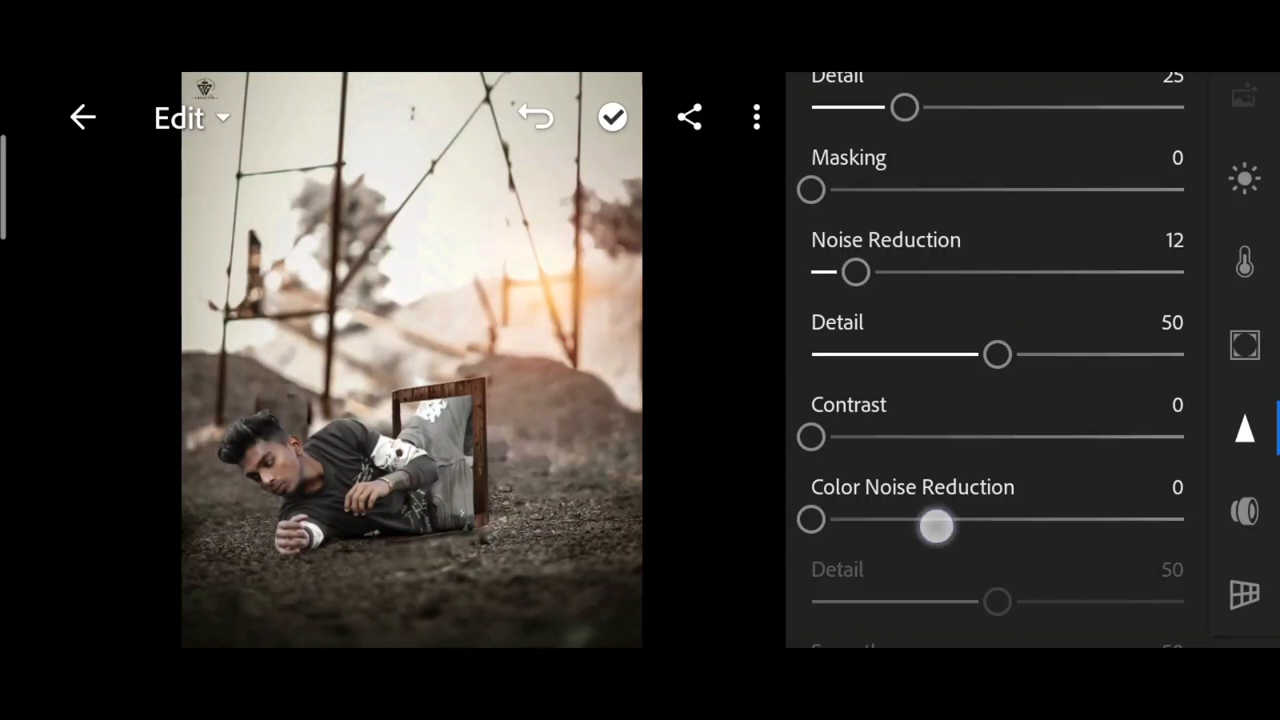 Edit
Detail 25
Masking 0
Noise Reduction 12
Detail 50
Contrast 0
Color Noise Reduction 0
Detail 50